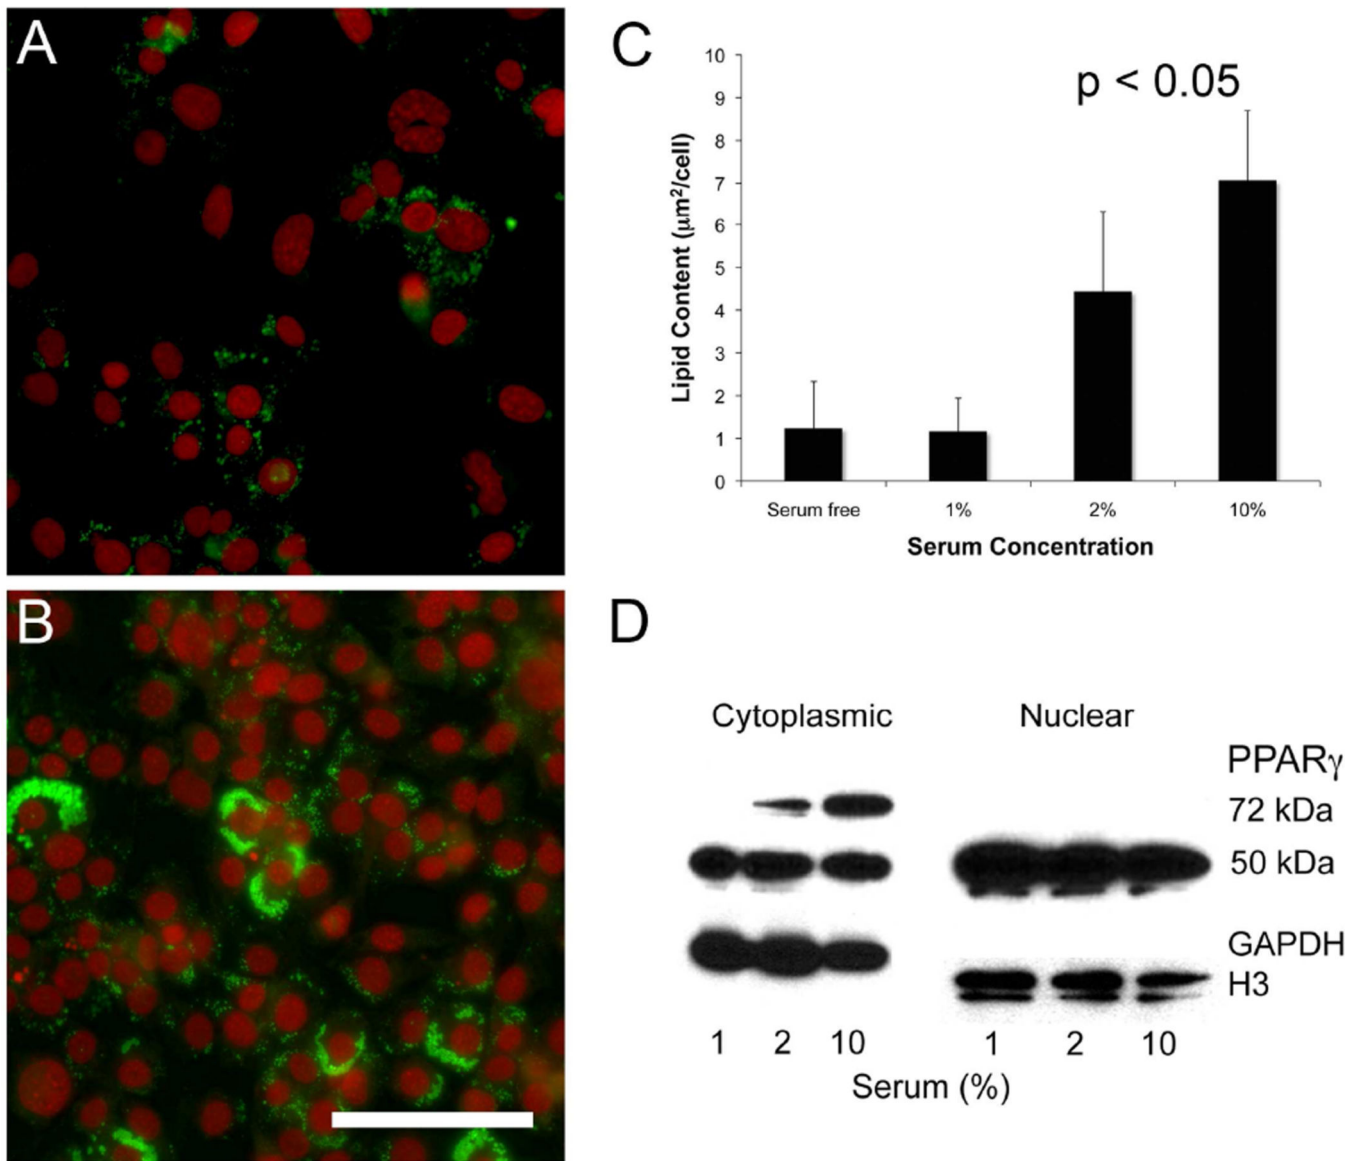 A
B
C
10
9
8
7
6
5
4
3
2
1
0
Lipid Content (μm²/cell)
p < 0.05
Serum free 1% 2% 10%
Serum Concentration
D
Cytoplasmic Nuclear
PPARγ
72 kDa
50 kDa
GAPDH
H3
1 2 10 1 2 10
Serum (%)